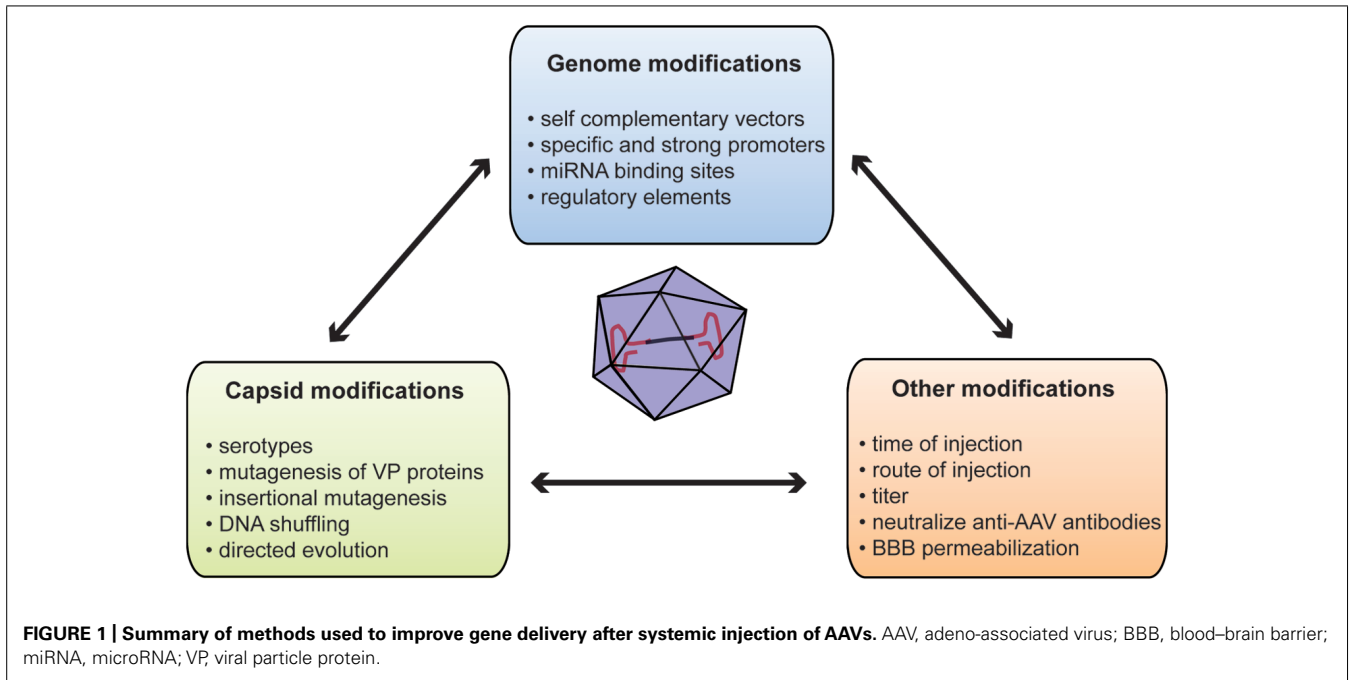 Genome modifications
• self complementary vectors
• specific and strong promoters
• miRNA binding sites
• regulatory elements
Capsid modifications
• serotypes
• mutagenesis of VP proteins
• insertional mutagenesis
• DNA shuffling
• directed evolution
Other modifications
• time of injection
• route of injection
• titer
• neutralize anti-AAV antibodies
• BBB permeabilization
FIGURE 1 | Summary of methods used to improve gene delivery after systemic injection of AAVs. AAV, adeno-associated virus; BBB, blood–brain barrier;
miRNA, microRNA; VP, viral particle protein.